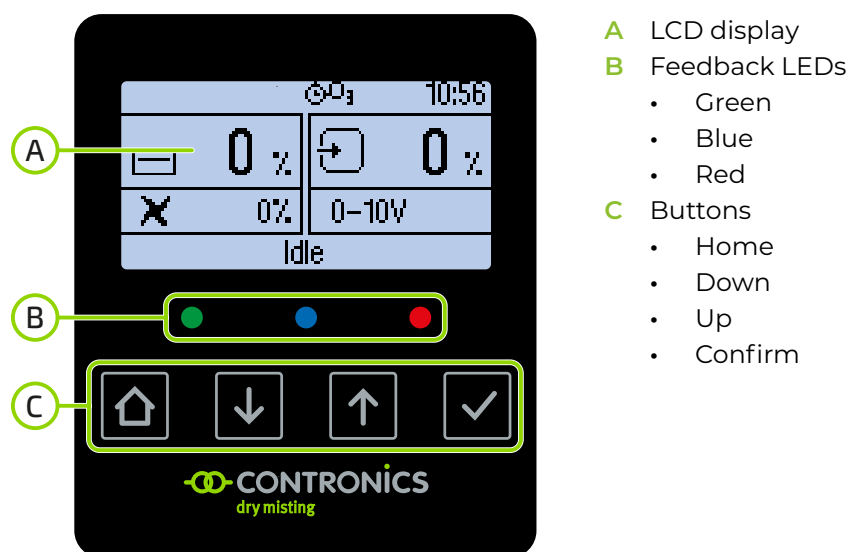 10:56
0 %
0 %
0%
0-10V
Idle
A
B
C
CONTRONICS
dry misting
A LCD display
B Feedback LEDs
• Green
• Blue
• Red
C Buttons
• Home
• Down
• Up
• Confirm